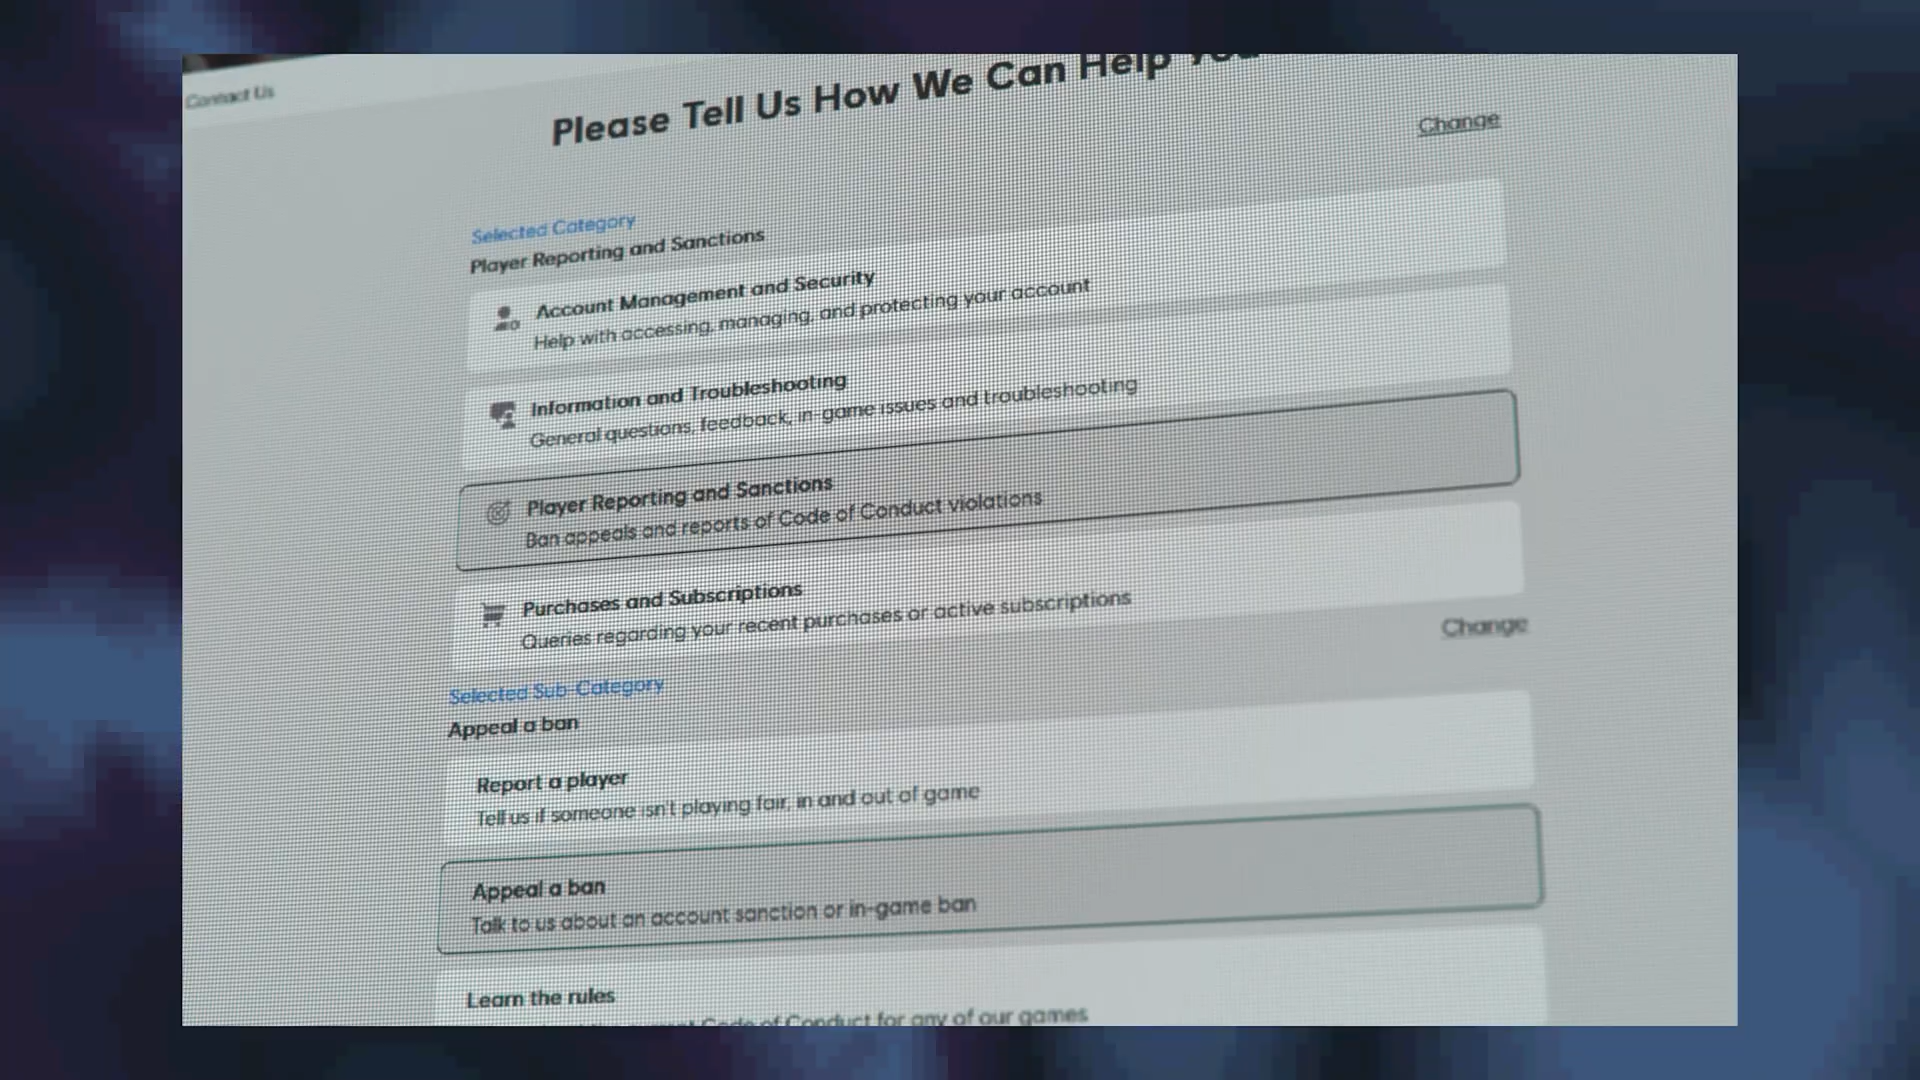 Contact Us
Please Tell Us How We Can Help You
Change
Selected Category
Player Reporting and Sanctions
Account Management and Security
Help with accessing, managing, and protecting your account
Information and Troubleshooting
General questions, feedback, in-game issues and troubleshooting
Player Reporting and Sanctions
Ban appeals and reports of Code of Conduct violations
Purchases and Subscriptions
Queries regarding your recent purchases or active subscriptions
Change
Selected Sub-Category
Appeal a ban
Report a player
Tell us if someone isn't playing fair, in and out of game
Appeal a ban
Talk to us about an account sanction or in-game ban
Learn the rules
Code of Conduct for any of our games